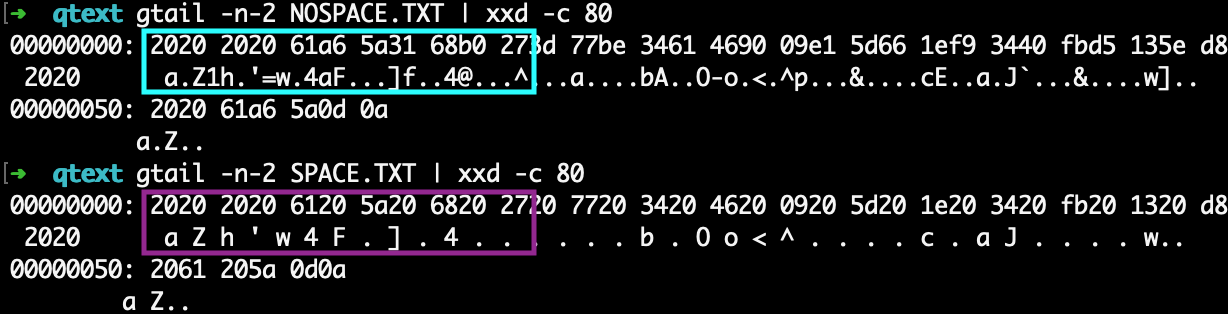 [➜ qtext gtail -n-2 NOSPACE.TXT | xxd -c 80
00000000: 2020 2020 61a6 5a31 68b0 273d 77be 3461 4690 09e1 5d66 1ef9 3440 fbd5 135e d8
2020 a.Z1h.'=w.4aF...]f..4@...^...a....bA..O-o.<.^p...&....cE..a.J`...&....w]..
00000050: 2020 61a6 5a0d 0a
a.Z..
[➜ qtext gtail -n-2 SPACE.TXT | xxd -c 80
00000000: 2020 2020 6120 5a20 6820 2720 7720 3420 4620 0920 5d20 1e20 3420 fb20 1320 d8
2020 a Z h ' w 4 F . ] . 4 . . . . . . b . O o < ^ . . . . c . a J . . . . w..
00000050: 2061 205a 0d0a
a Z..